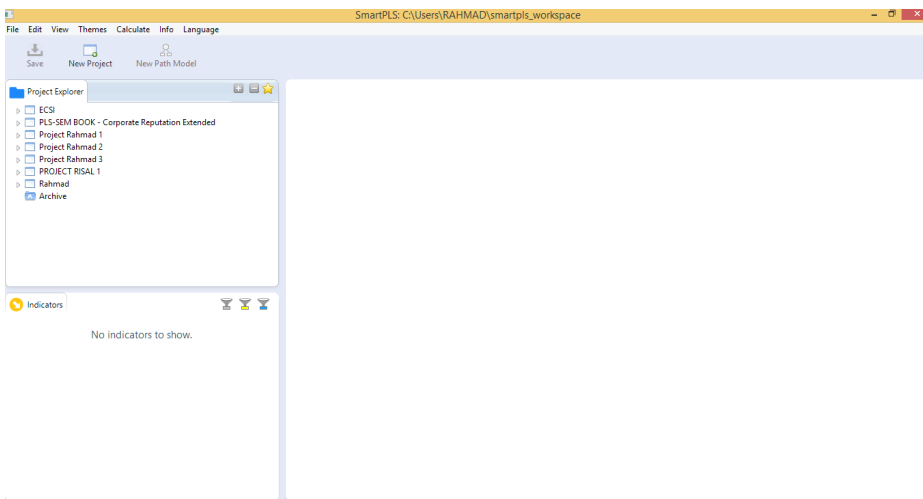 SmartPLS: C:\Users\RAHMAD\smartpls_workspace
File Edit View Themes Calculate Info Language
Save New Project New Path Model
Project Explorer
ECSI
PLS-SEM BOOK - Corporate Reputation Extended
Project Rahmad 1
Project Rahmad 2
Project Rahmad 3
PROJECT RISAL 1
Rahmad
Archive
Indicators
No indicators to show.